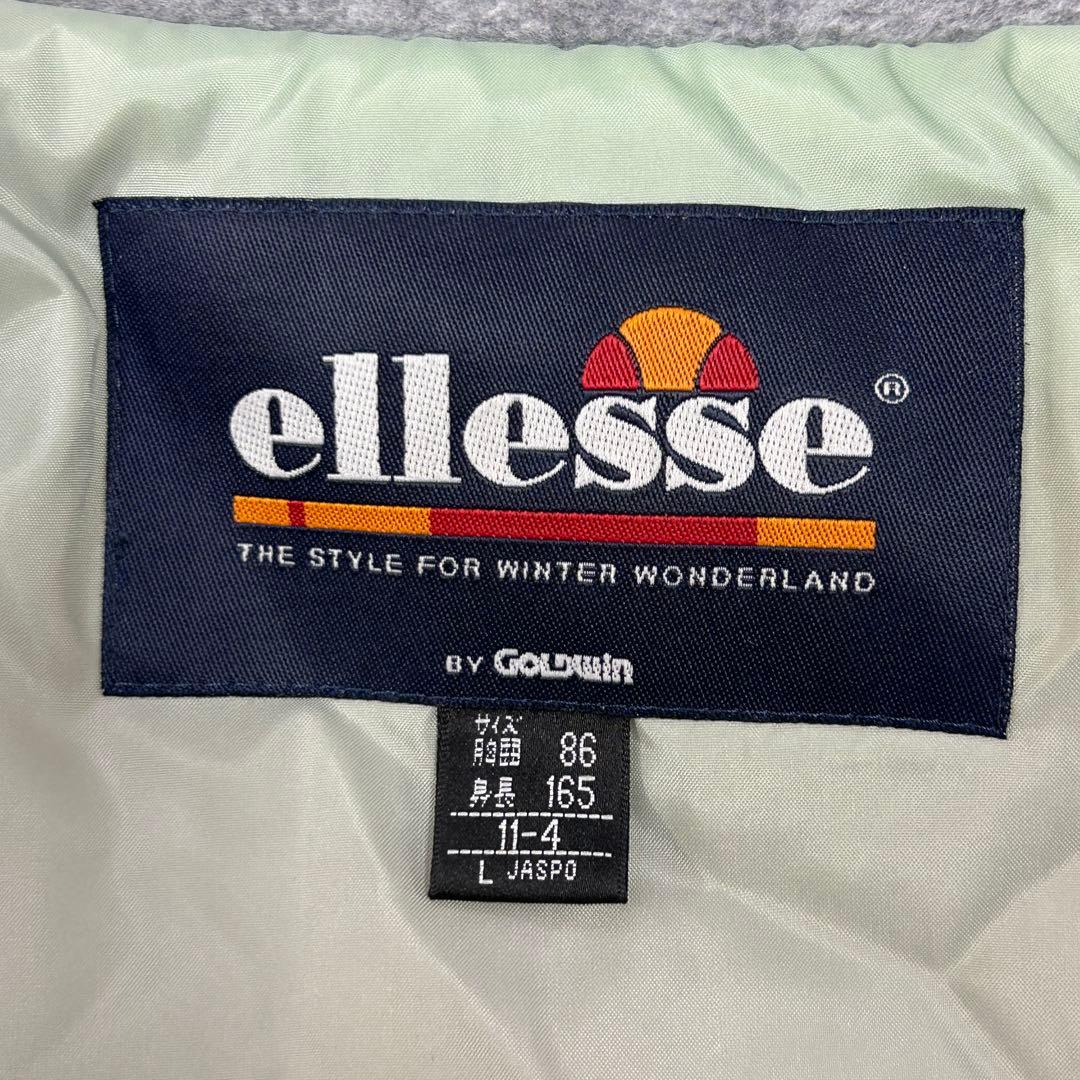 ellesse®
THE STYLE FOR WINTER WONDERLAND
BY GOLDWIN
サイズ
胸囲 86
身長 165
11-4
L JASPO